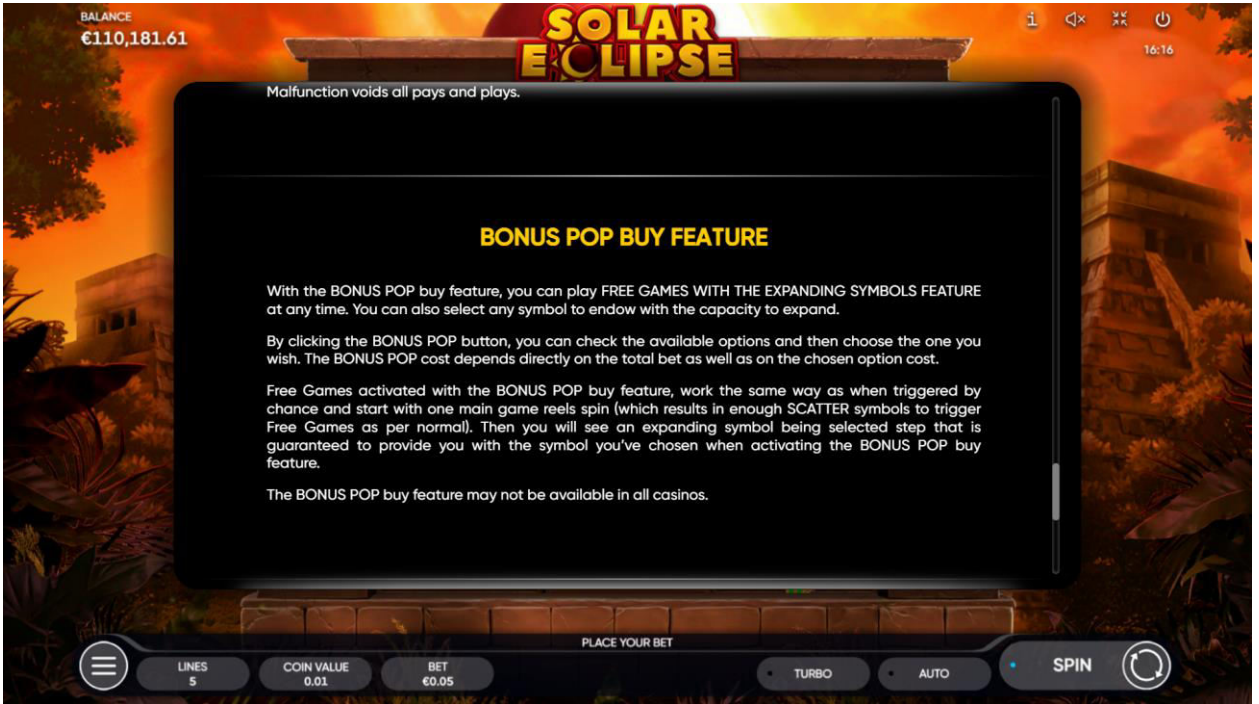 BALANCE
€110,181.61
SOLAR
ECLIPSE
16:16
Malfunction voids all pays and plays.
BONUS POP BUY FEATURE
With the BONUS POP buy feature, you can play FREE GAMES WITH THE EXPANDING SYMBOLS FEATURE
at any time. You can also select any symbol to endow with the capacity to expand.
By clicking the BONUS POP button, you can check the available options and then choose the one you
wish. The BONUS POP cost depends directly on the total bet as well as on the chosen option cost.
Free Games activated with the BONUS POP buy feature, work the same way as when triggered by
chance and start with one main game reels spin (which results in enough SCATTER symbols to trigger
Free Games as per normal). Then you will see an expanding symbol being selected step that is
guaranteed to provide you with the symbol you've chosen when activating the BONUS POP buy
feature.
The BONUS POP buy feature may not be available in all casinos.
PLACE YOUR BET
LINES
5
COIN VALUE
0.01
BET
€0.05
TURBO
AUTO
SPIN